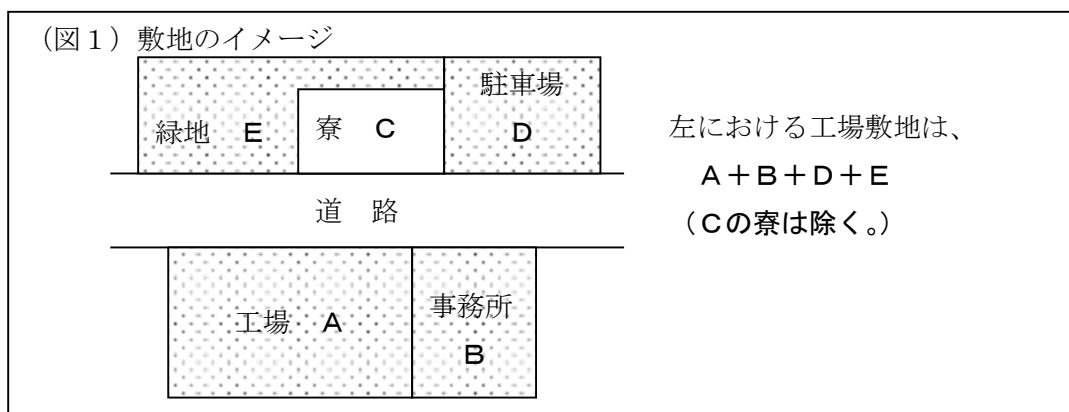 （図１）敷地のイメージ
緑地　Ｅ
寮　Ｃ
駐車場
Ｄ
左における工場敷地は、
Ａ＋Ｂ＋Ｄ＋Ｅ
（Ｃの寮は除く。）
道　路
工場　Ａ
事務所
Ｂ